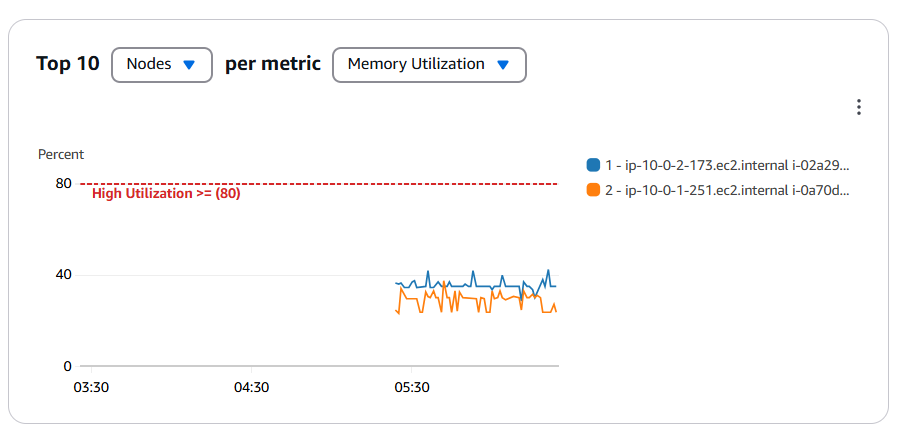 Top 10 Nodes per metric Memory Utilization
Percent
80
High Utilization >= (80)
40
0
03:30 04:30 05:30
1 - ip-10-0-2-173.ec2.internal i-02a29...
2 - ip-10-0-1-251.ec2.internal i-0a70d...